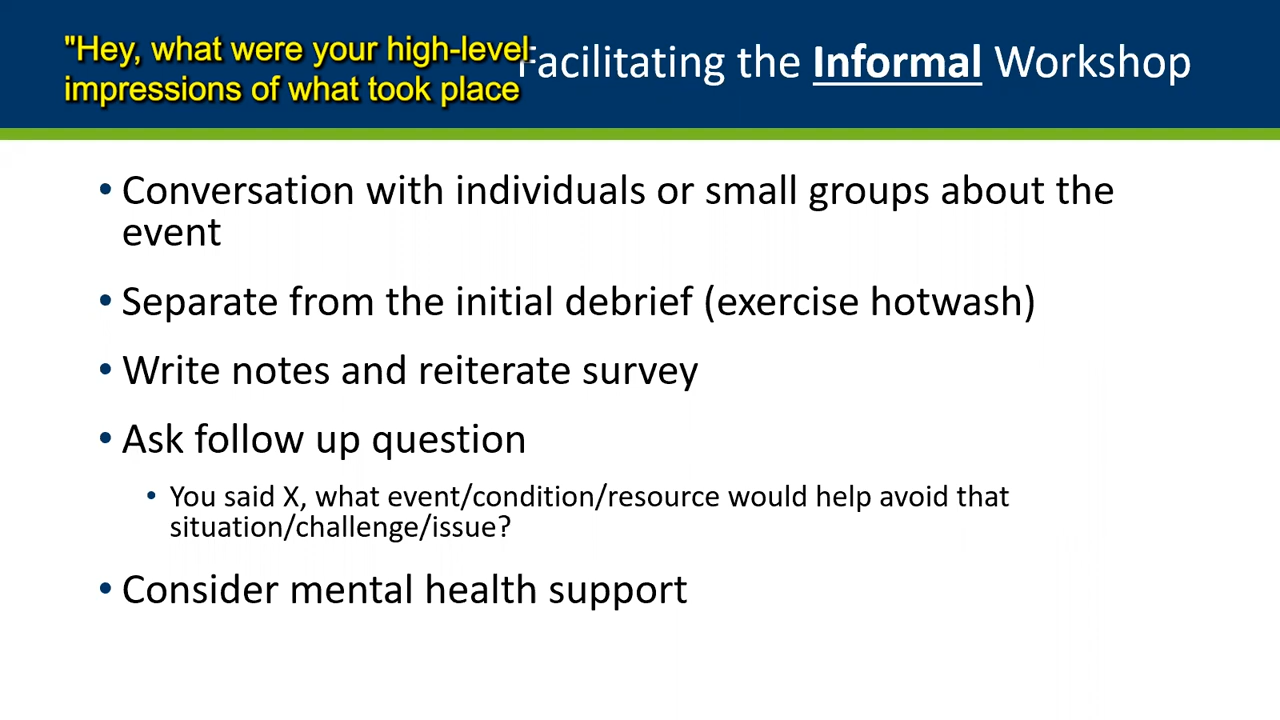 "Hey, what were your high-level
impressions of what took place
Facilitating the Informal Workshop
• Conversation with individuals or small groups about the
event
• Separate from the initial debrief (exercise hotwash)
• Write notes and reiterate survey
• Ask follow up question
• You said X, what event/condition/resource would help avoid that
situation/challenge/issue?
• Consider mental health support